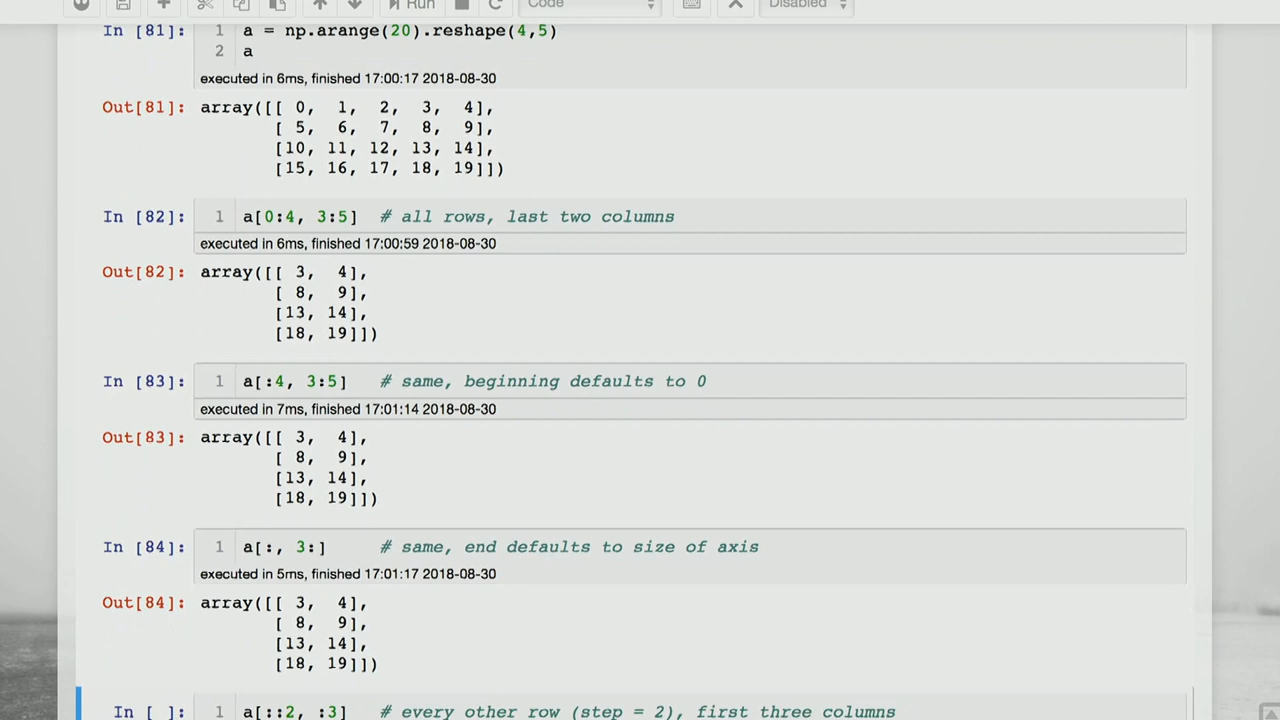 Run
Code
Disabled
In [81]: 1 a = np.arange(20).reshape(4,5)
2 a
executed in 6ms, finished 17:00:17 2018-08-30
Out[81]: array([[ 0, 1, 2, 3, 4],
[ 5, 6, 7, 8, 9],
[10, 11, 12, 13, 14],
[15, 16, 17, 18, 19]])
In [82]: 1 a[0:4, 3:5] # all rows, last two columns
executed in 6ms, finished 17:00:59 2018-08-30
Out[82]: array([[ 3, 4],
[ 8, 9],
[13, 14],
[18, 19]])
In [83]: 1 a[:4, 3:5] # same, beginning defaults to 0
executed in 7ms, finished 17:01:14 2018-08-30
Out[83]: array([[ 3, 4],
[ 8, 9],
[13, 14],
[18, 19]])
In [84]: 1 a[:, 3:] # same, end defaults to size of axis
executed in 5ms, finished 17:01:17 2018-08-30
Out[84]: array([[ 3, 4],
[ 8, 9],
[13, 14],
[18, 19]])
In [ ]: 1 a[::2, :3] # every other row (step = 2), first three columns